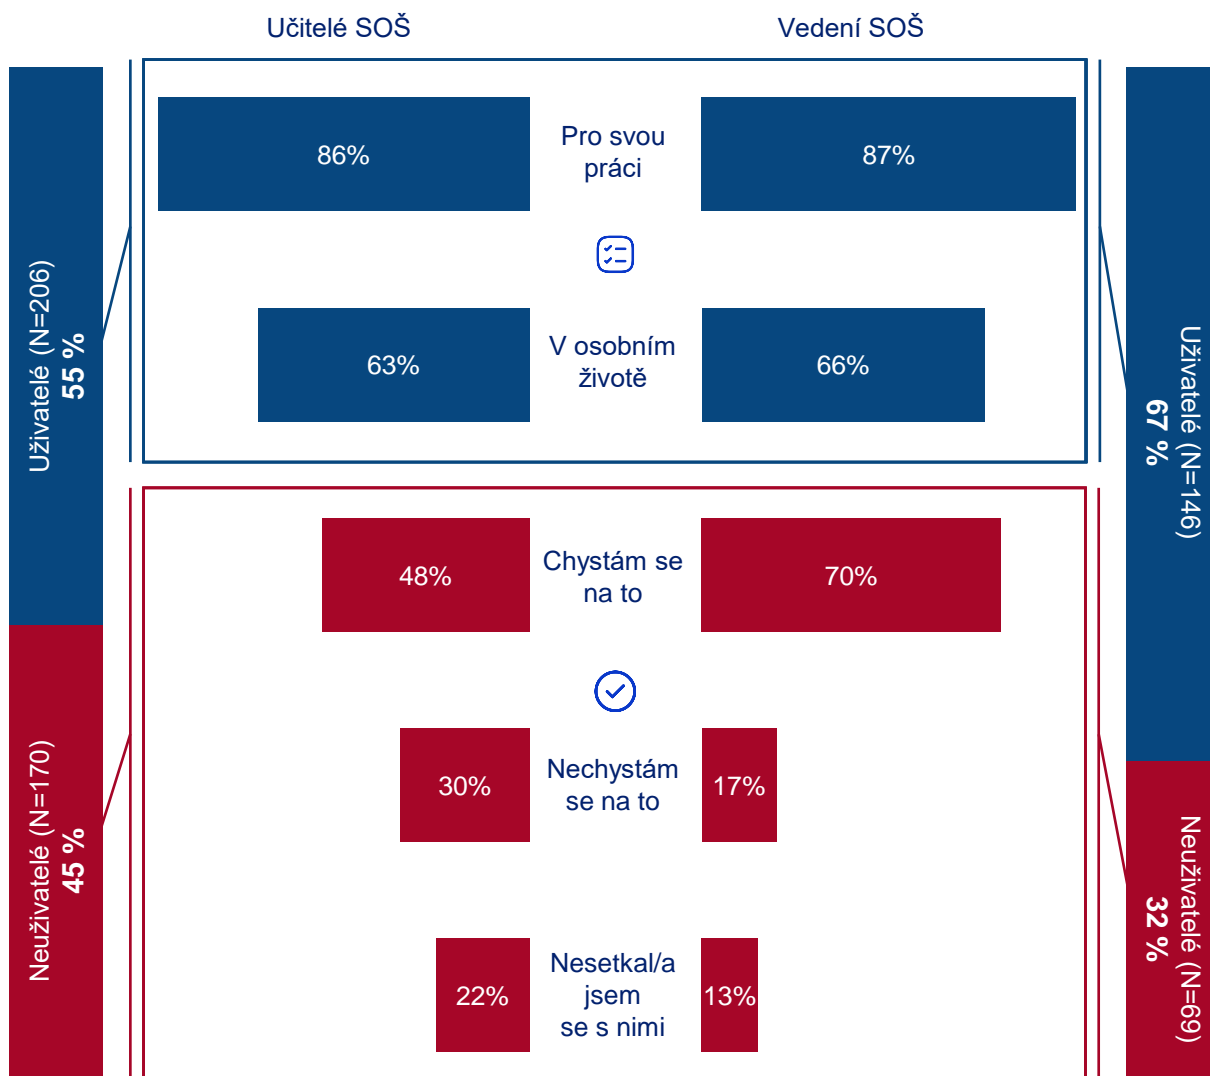 Učitelé SOŠ
Vedení SOŠ
Uživatelé (N=206)
55 %
Neuživatelé (N=170)
45 %
86%
Pro svou
práci
87%
63%
V osobním
životě
66%
48%
Chystám se
na to
70%
30%
Nechystám
se na to
17%
22%
Nesetkal/a
jsem
se s nimi
13%
Uživatelé (N=146)
67 %
Neuživatelé (N=69)
32 %